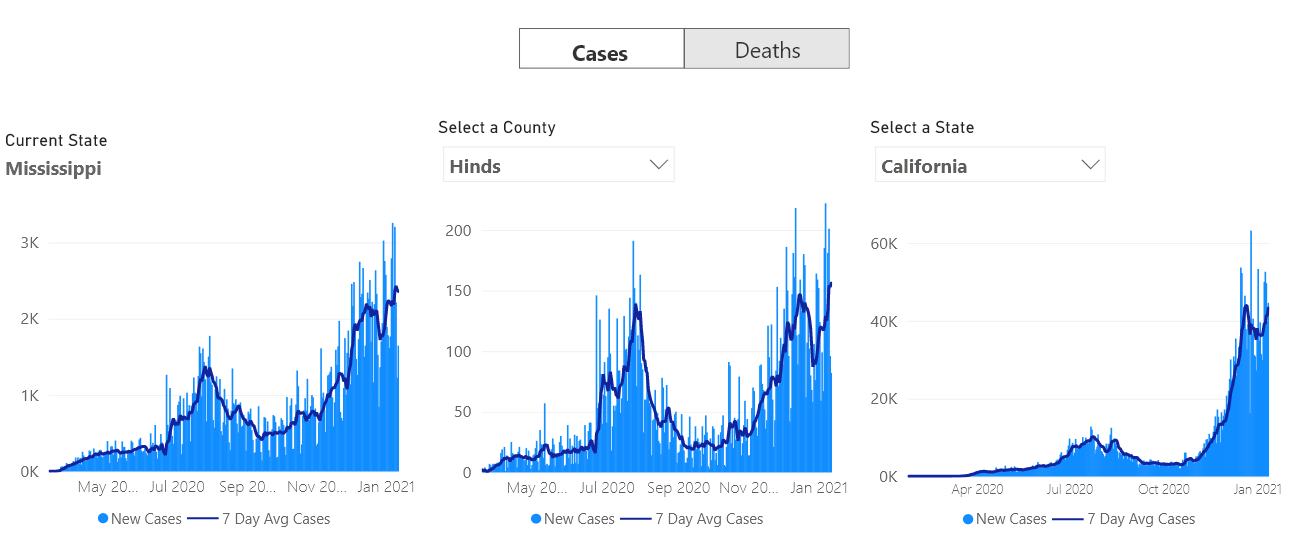 Cases Deaths
Current State
Mississippi
3K
2K
1K
0K
May 20... Jul 2020 Sep 20... Nov 20... Jan 2021
New Cases 7 Day Avg Cases
Select a County
Hinds
200
150
100
50
0
May 20... Jul 2020 Sep 2020 Nov 20... Jan 2021
New Cases 7 Day Avg Cases
Select a State
California
60K
40K
20K
0K
Apr 2020 Jul 2020 Oct 2020 Jan 2021
New Cases 7 Day Avg Cases